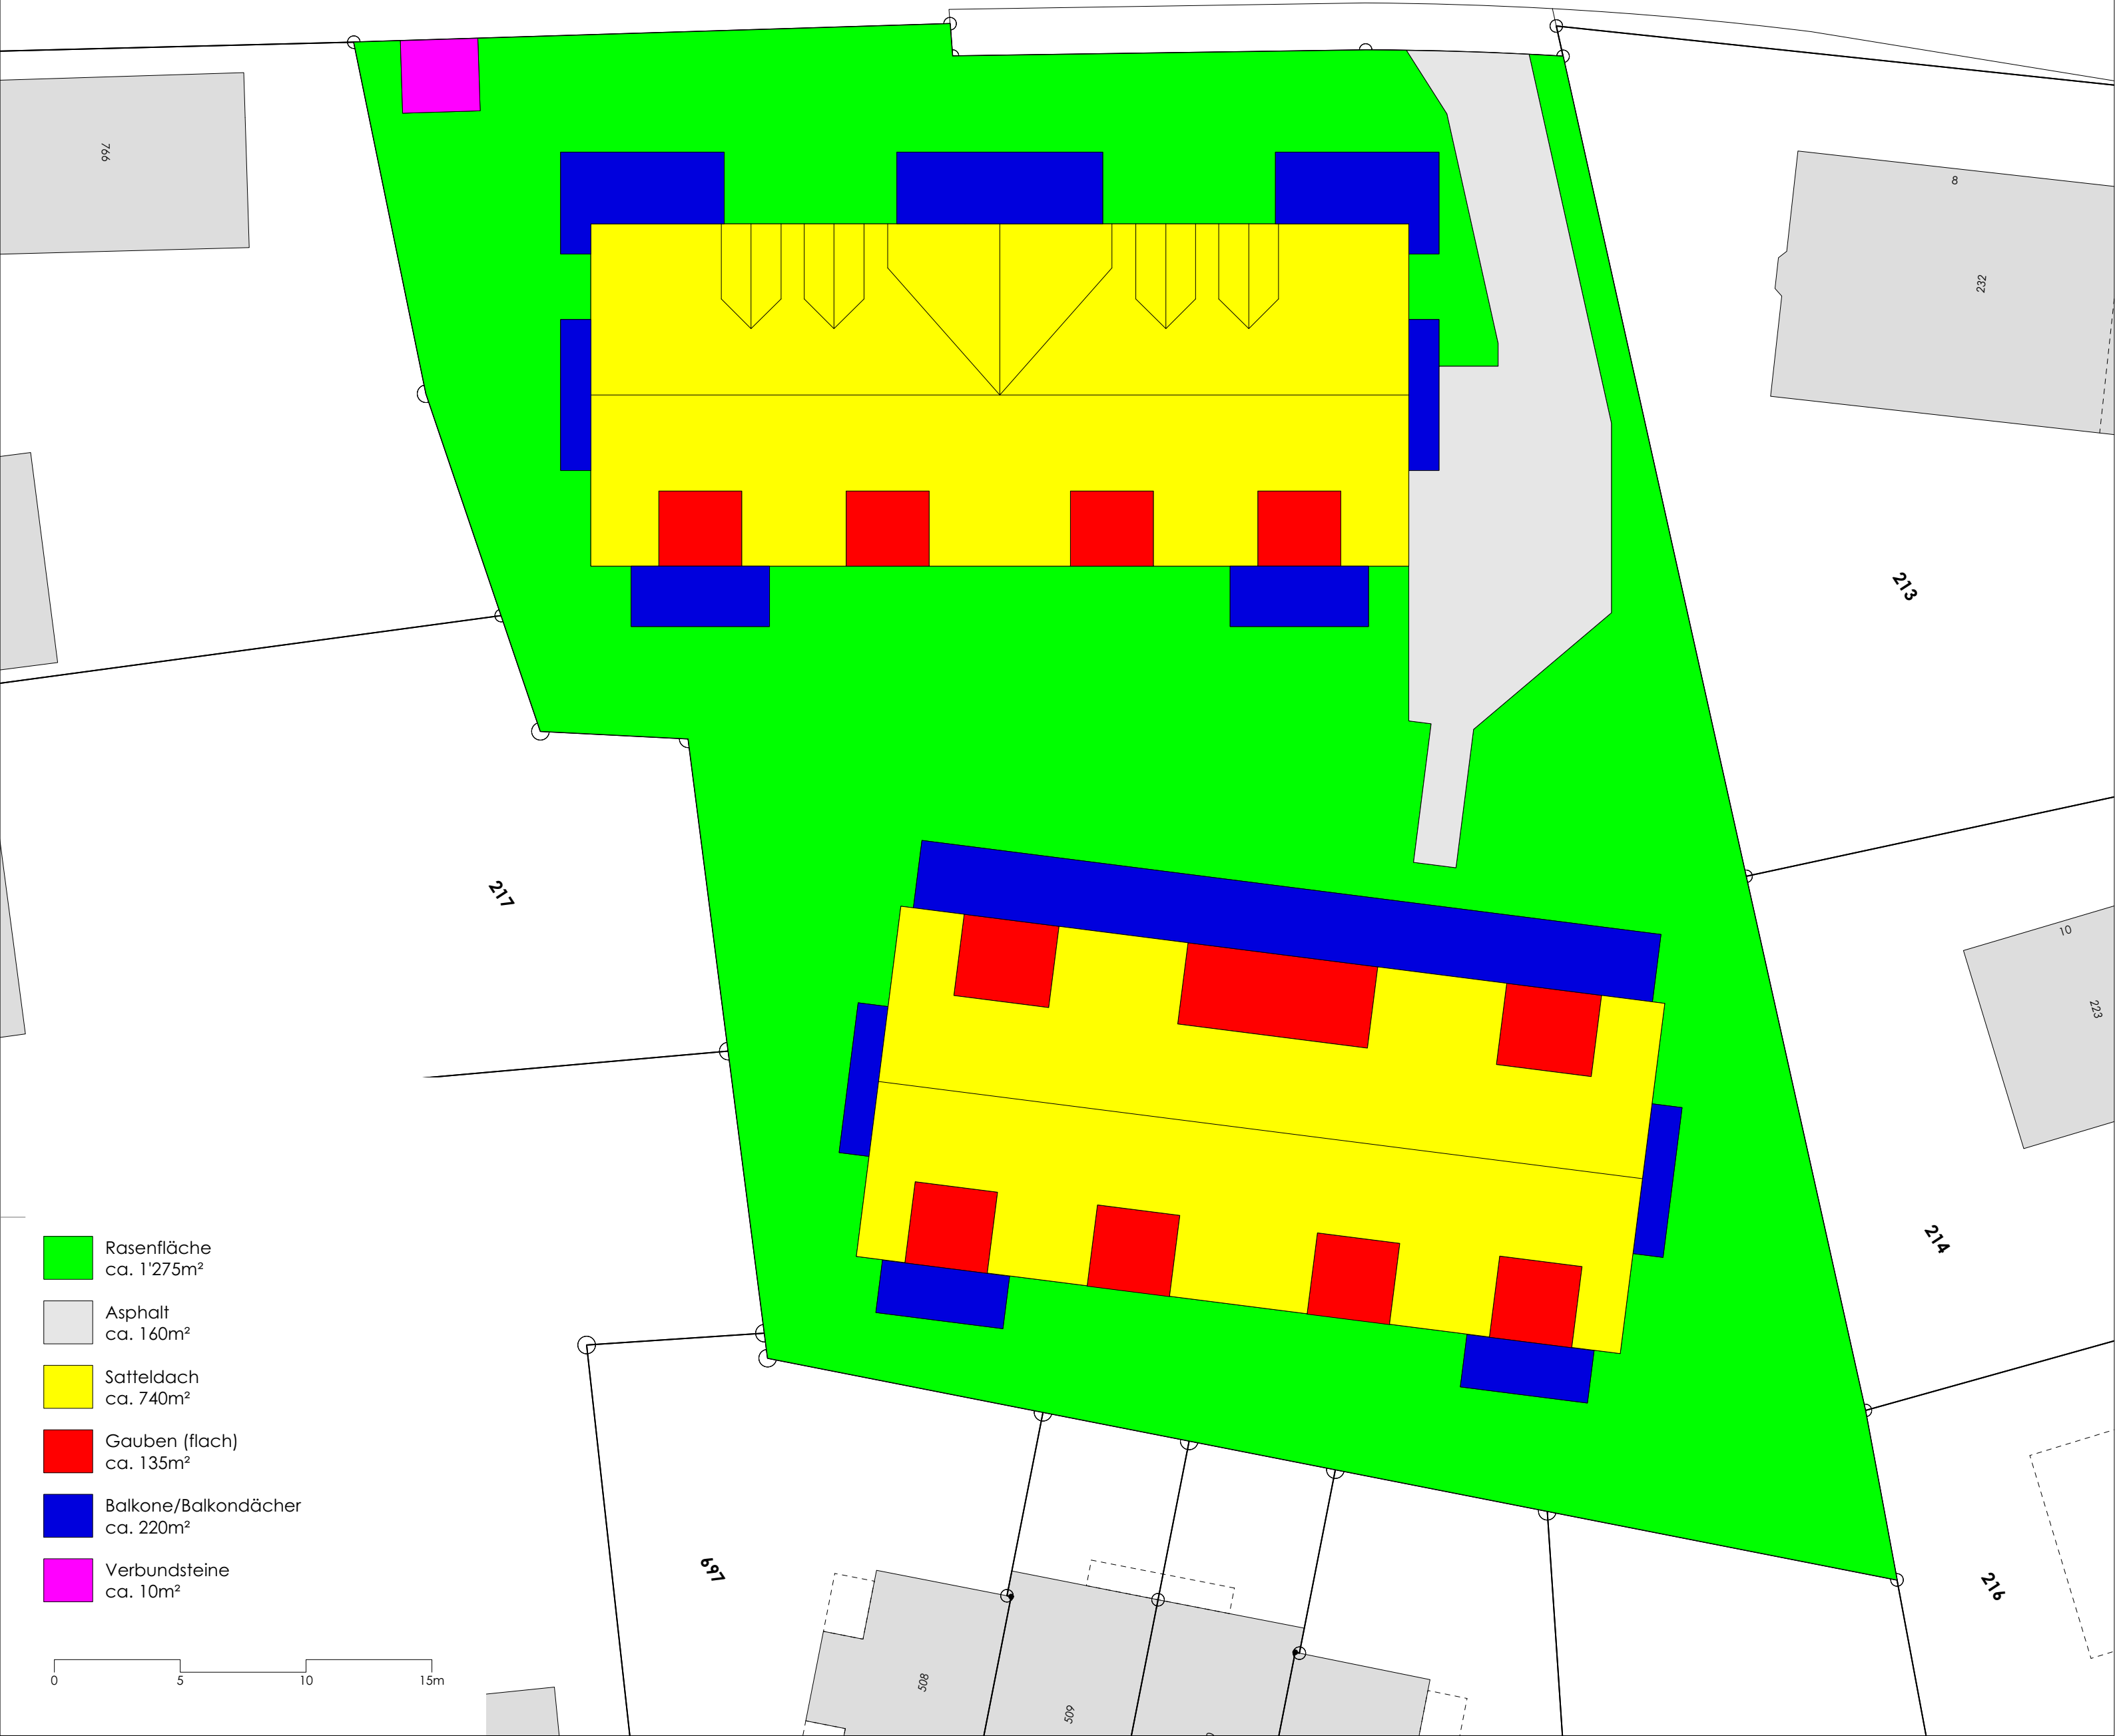 766
8
232
213
217
10
223
214
Rasenfläche
ca. 1'275m²
Asphalt
ca. 160m²
Satteldach
ca. 740m²
Gauben (flach)
ca. 135m²
Balkone/Balkondächer
ca. 220m²
Verbundsteine
ca. 10m²
697
216
0 5 10 15m
508
509